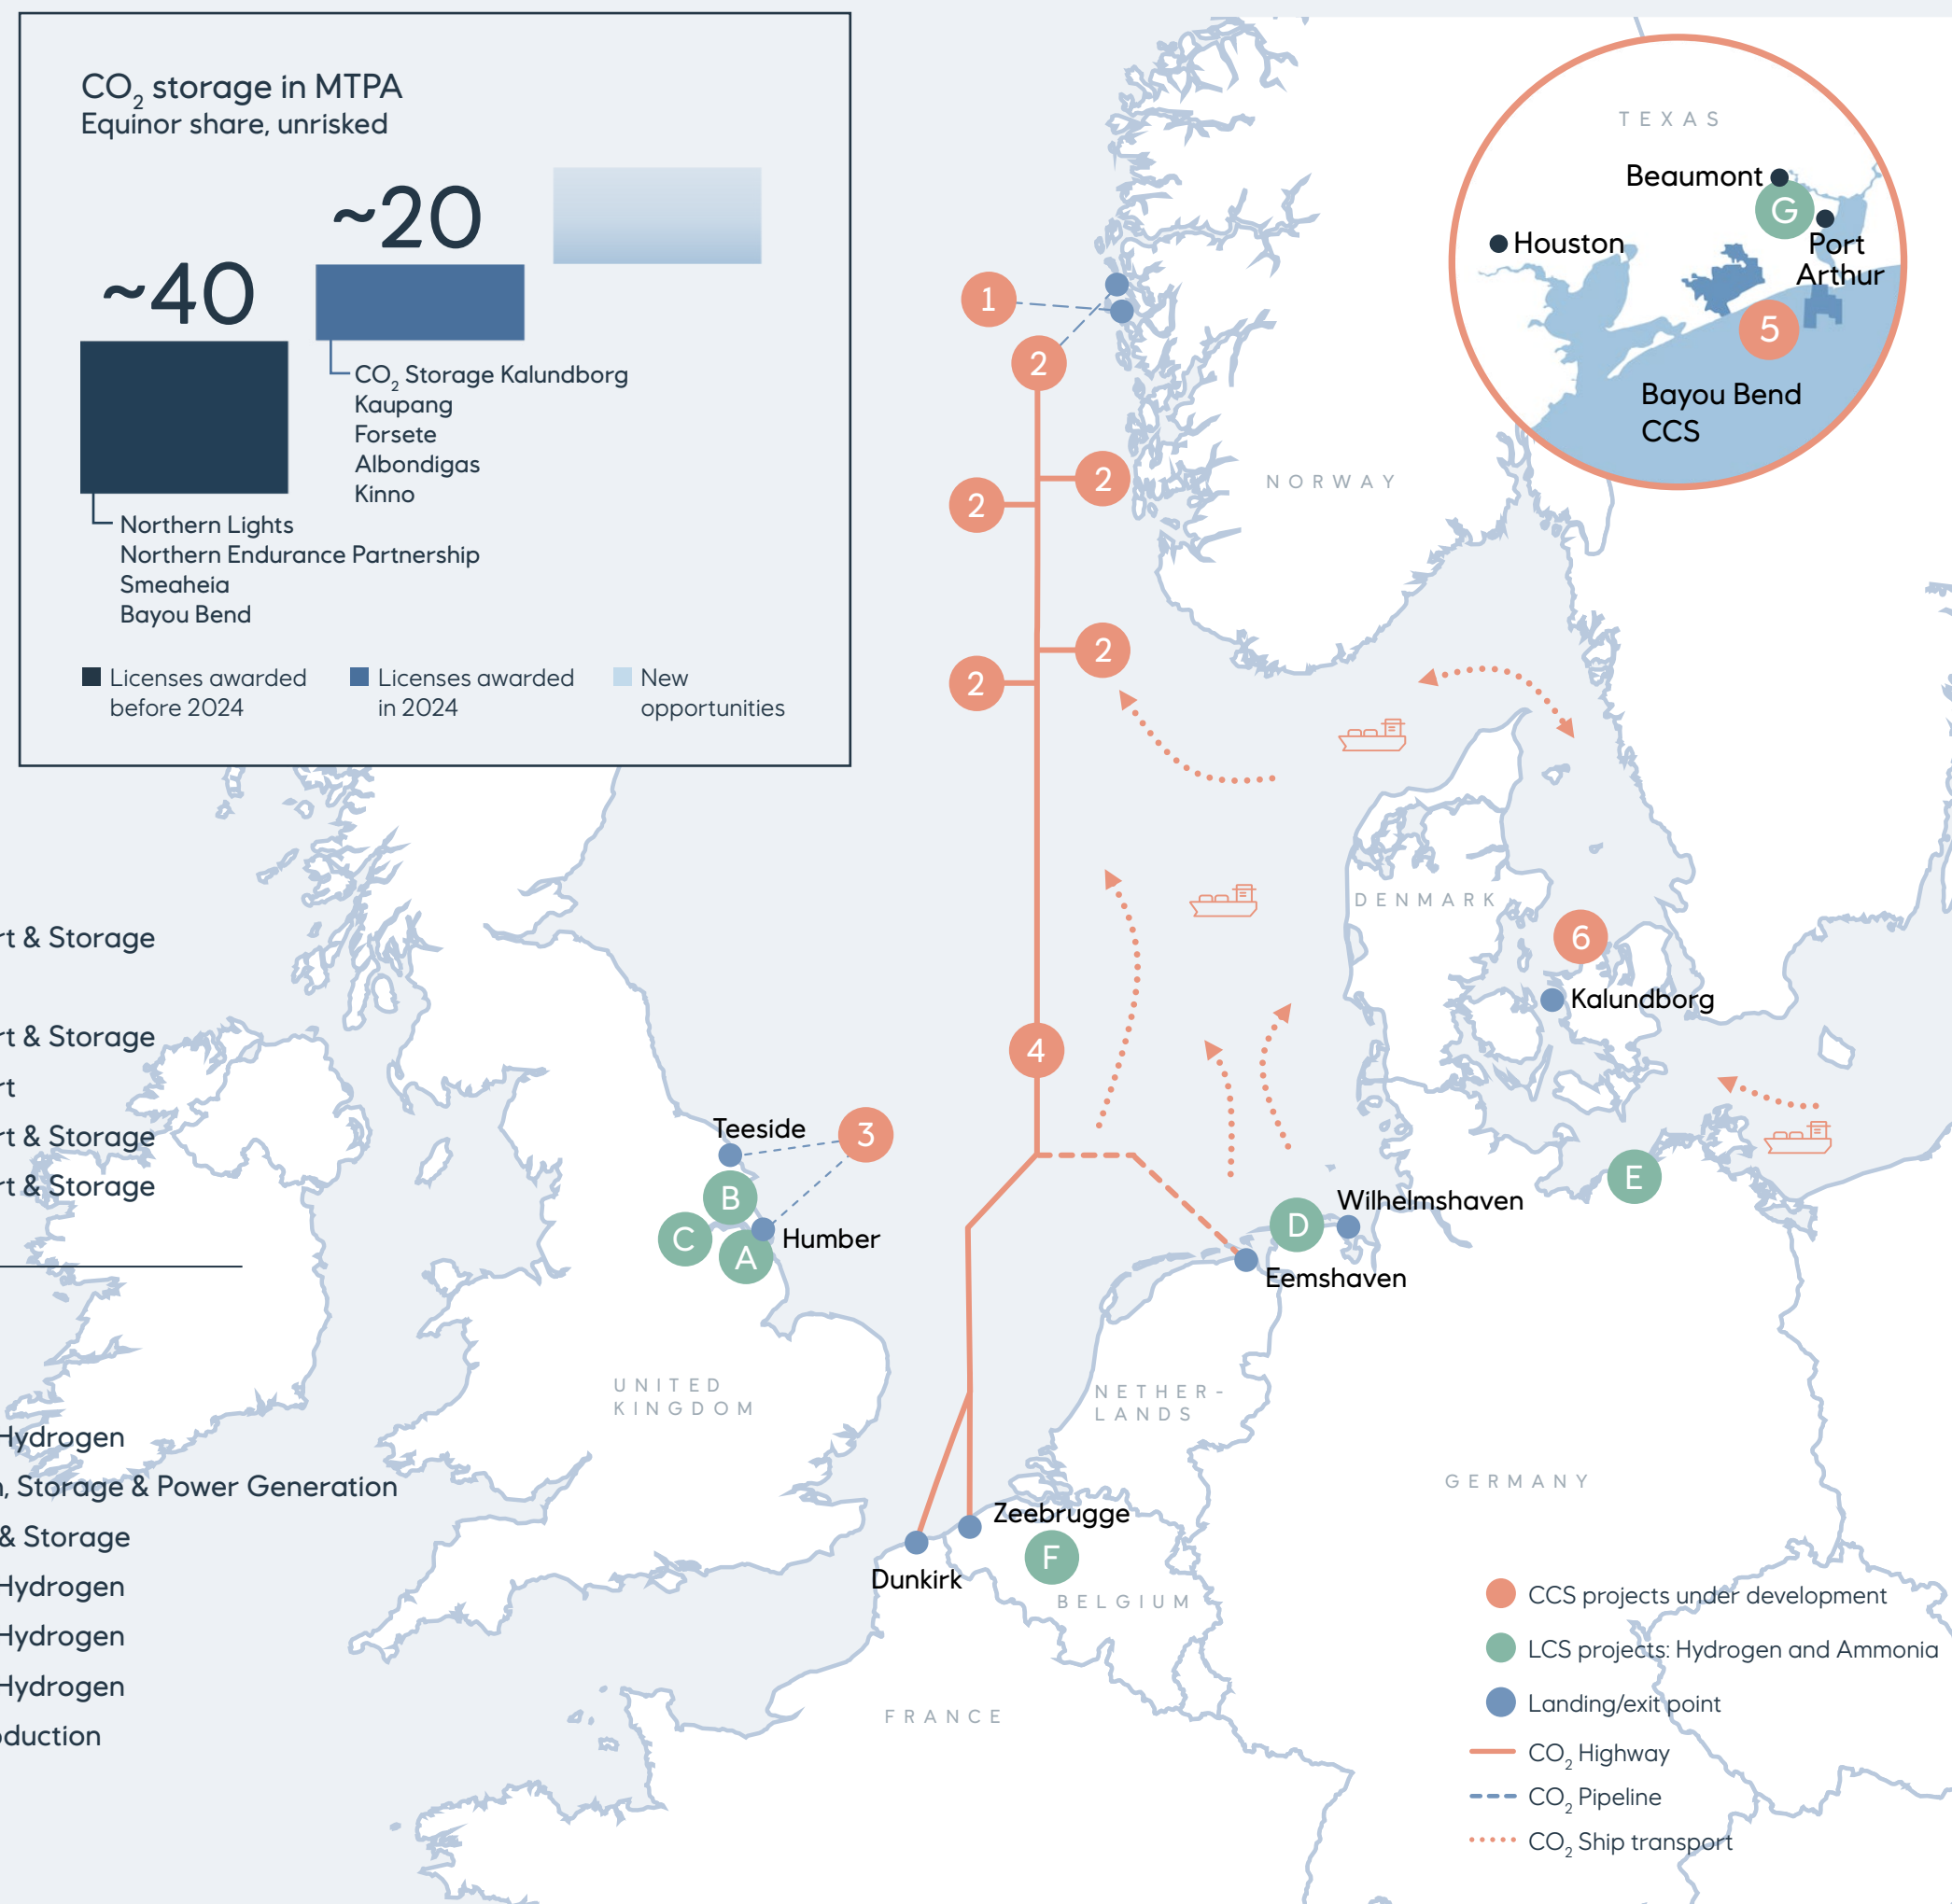 CO2 storage in MTPA
Equinor share, unrisked
~40
~20
CO2 Storage Kalundborg
Kaupang
Forsete
Albondigas
Kinno
Northern Lights
Northern Endurance Partnership
Smeaheia
Bayou Bend
Licenses awarded
before 2024
Licenses awarded
in 2024
New
opportunities
TEXAS
Beaumont
G
Houston
Port
Arthur
5
Bayou Bend
CCS
1
2
2
2
2
2
NORWAY
DENMARK
6
Kalundborg
4
Teeside
3
B
C
A
Humber
D
Wilhelmshaven
Eemshaven
E
UNITED
KINGDOM
NETHER-
LANDS
GERMANY
Zeebrugge
F
Dunkirk
BELGIUM
FRANCE
rt & Storage
rt & Storage
rt
rt & Storage
rt & Storage
Hydrogen
, Storage & Power Generation
& Storage
Hydrogen
Hydrogen
Hydrogen
duction
CCS projects under development
LCS projects: Hydrogen and Ammonia
Landing/exit point
CO2 Highway
CO2 Pipeline
CO2 Ship transport